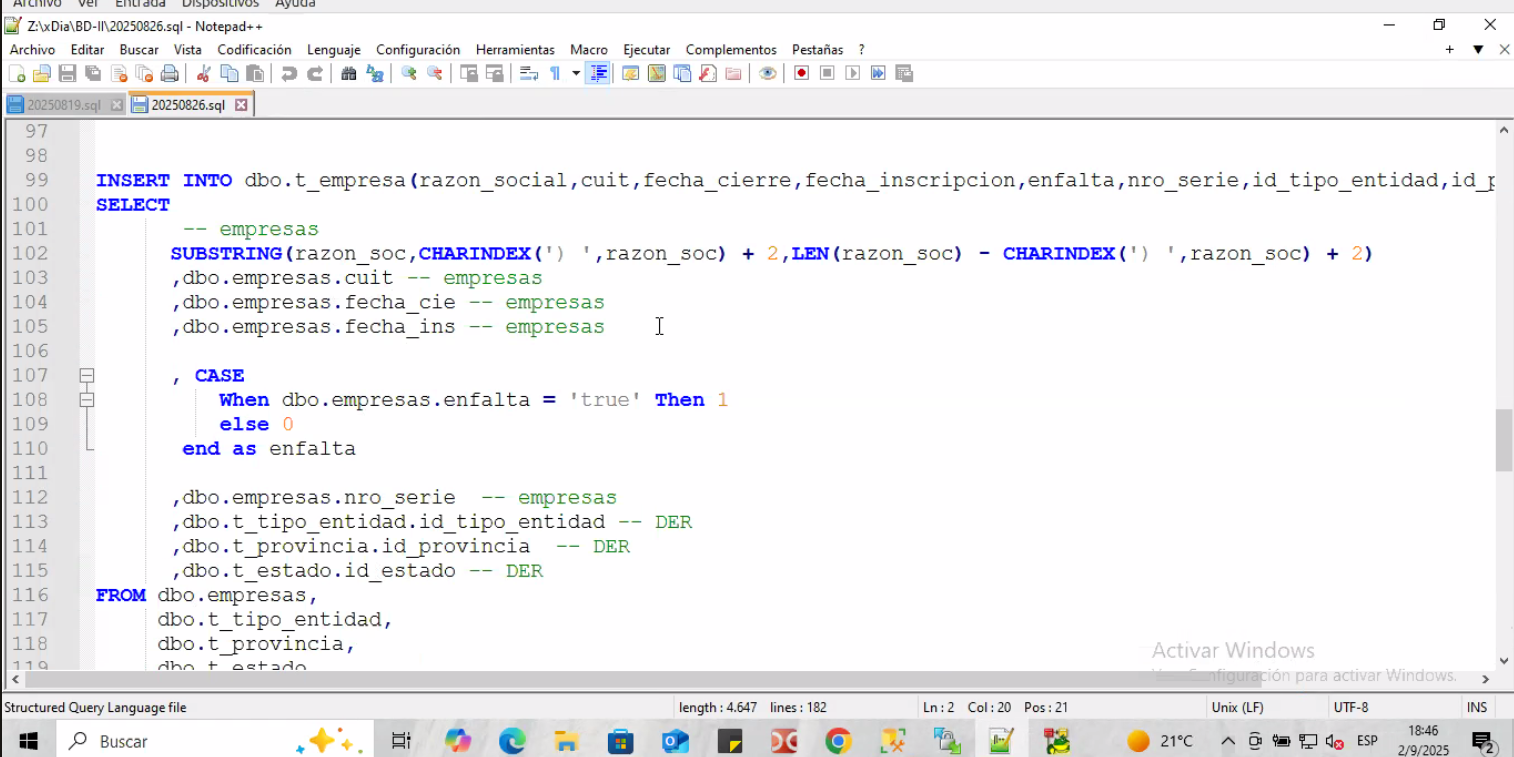 Archivo Ver Entrada Dispositivos Ayuda
Z:\xDia\BD-II\20250826.sql - Notepad++
Archivo Editar Buscar Vista Codificación Lenguaje Configuración Herramientas Macro Ejecutar Complementos Pestañas ?
20250819.sql 20250826.sql
97
98
99 INSERT INTO dbo.t_empresa(razon_social,cuit,fecha_cierre,fecha_inscripcion,enfalta,nro_serie,id_tipo_entidad,id_p
100 SELECT
101 -- empresas
102 SUBSTRING(razon_soc,CHARINDEX(') ',razon_soc) + 2,LEN(razon_soc) - CHARINDEX(') ',razon_soc) + 2)
103 ,dbo.empresas.cuit -- empresas
104 ,dbo.empresas.fecha_cie -- empresas
105 ,dbo.empresas.fecha_ins -- empresas
106
107 , CASE
108 When dbo.empresas.enfalta = 'true' Then 1
109 else 0
110 end as enfalta
111
112 ,dbo.empresas.nro_serie -- empresas
113 ,dbo.t_tipo_entidad.id_tipo_entidad -- DER
114 ,dbo.t_provincia.id_provincia -- DER
115 ,dbo.t_estado.id_estado -- DER
116 FROM dbo.empresas,
117 dbo.t_tipo_entidad,
118 dbo.t_provincia,
119 dbo.t_estado
Activar Windows
Configuración para activar Windows.
Structured Query Language file length : 4.647 lines : 182 Ln : 2 Col : 20 Pos : 21 Unix (LF) UTF-8 INS
Buscar 21°C ESP 18:46
2/9/2025 2